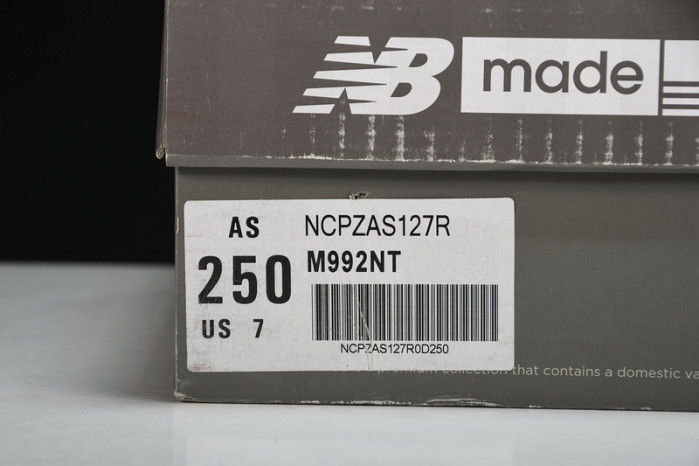 NB made
AS NCPZAS127R
250 M992NT
US 7
NCPZAS127R0D250
premium collection that contains a domestic va